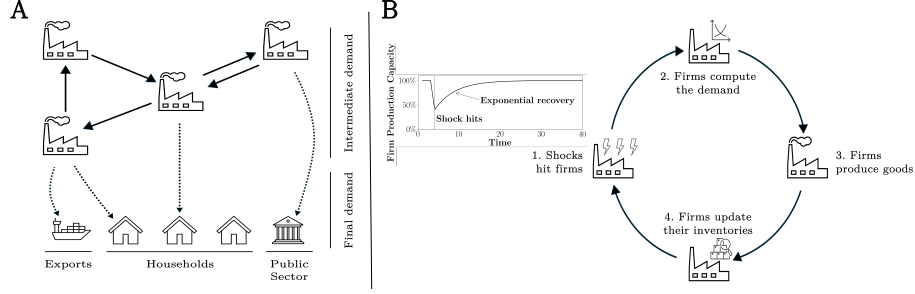 A
Intermediate demand
Final demand
Exports
Households
Public
Sector
B
Firm Production Capacity
100%
50%
0%
Exponential recovery
Shock hits
0
10
20
30
40
Time
1. Shocks
hit firms
2. Firms compute
the demand
3. Firms
produce goods
4. Firms update
their inventories